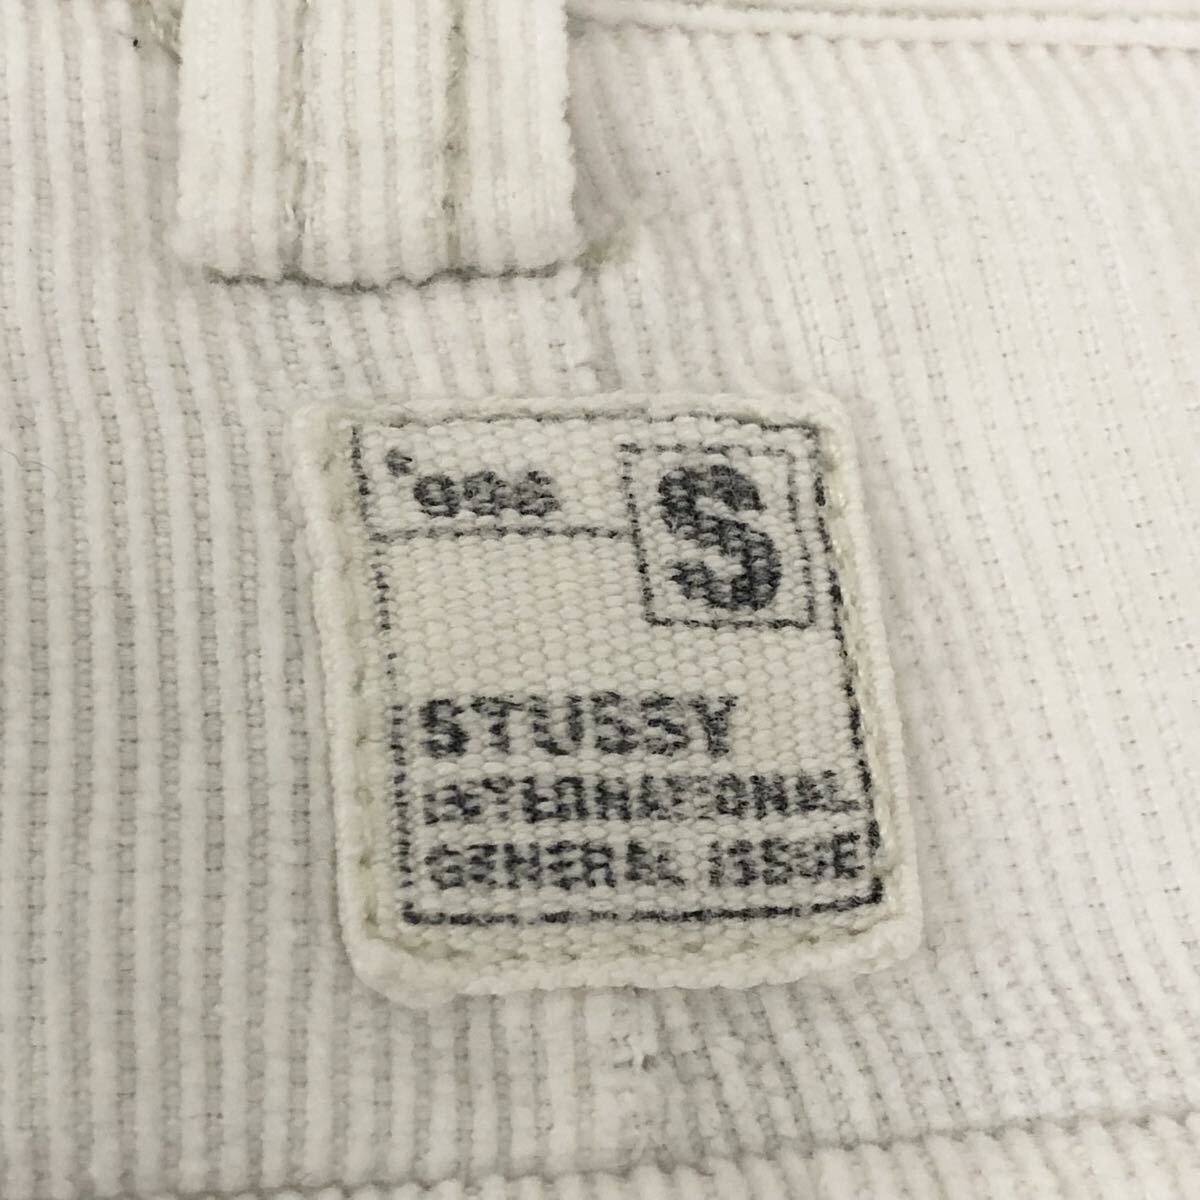 S
STUSSY
INTERNATIONAL
GENERAL ISSUE